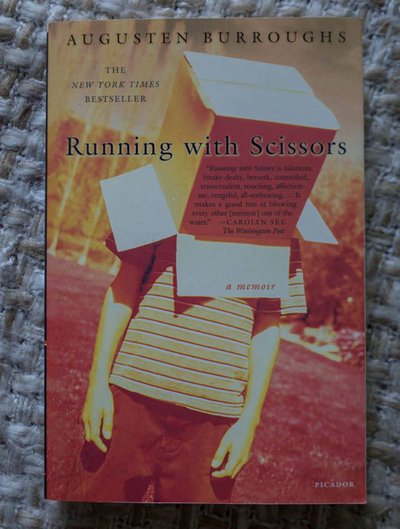 AUGUSTEN BURROUGHS
THE
NEW YORK TIMES
BESTSELLER
Running with Scissors
"Running with Scissors is hilarious,
freaky-deaky, berserk, controlled,
transcendent, touching, affection-
ate, vengeful, all-embracing. . . . It
makes a good run at blowing
every other [memoir] out of the
water." —CAROLYN SEE
The Washington Post
a memoir
PICADOR